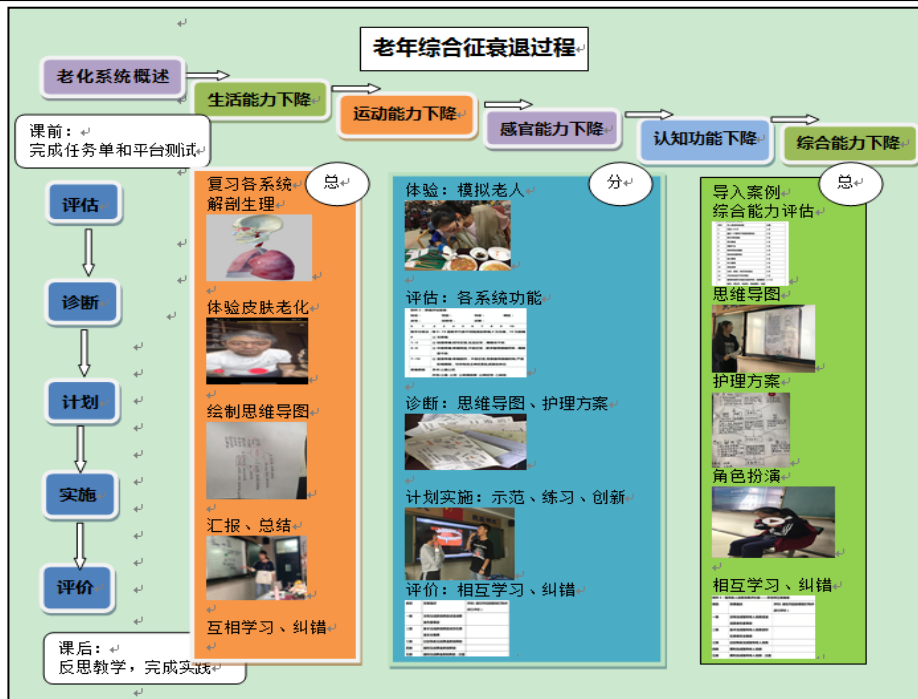 老年综合征衰退过程
老化系统概述
生活能力下降
运动能力下降
感官能力下降
认知功能下降
综合能力下降
课前：
完成任务单和平台测试
评估
诊断
计划
实施
评价
课后：
反思教学，完成实践
总
复习各系统
解剖生理
体验皮肤老化
绘制思维导图
汇报、总结
互相学习、纠错
分
体验：模拟老人
评估：各系统功能
诊断：思维导图、护理方案
计划实施：示范、练习、创新
评价：相互学习、纠错
总
导入案例
综合能力评估
思维导图
护理方案
角色扮演
相互学习、纠错